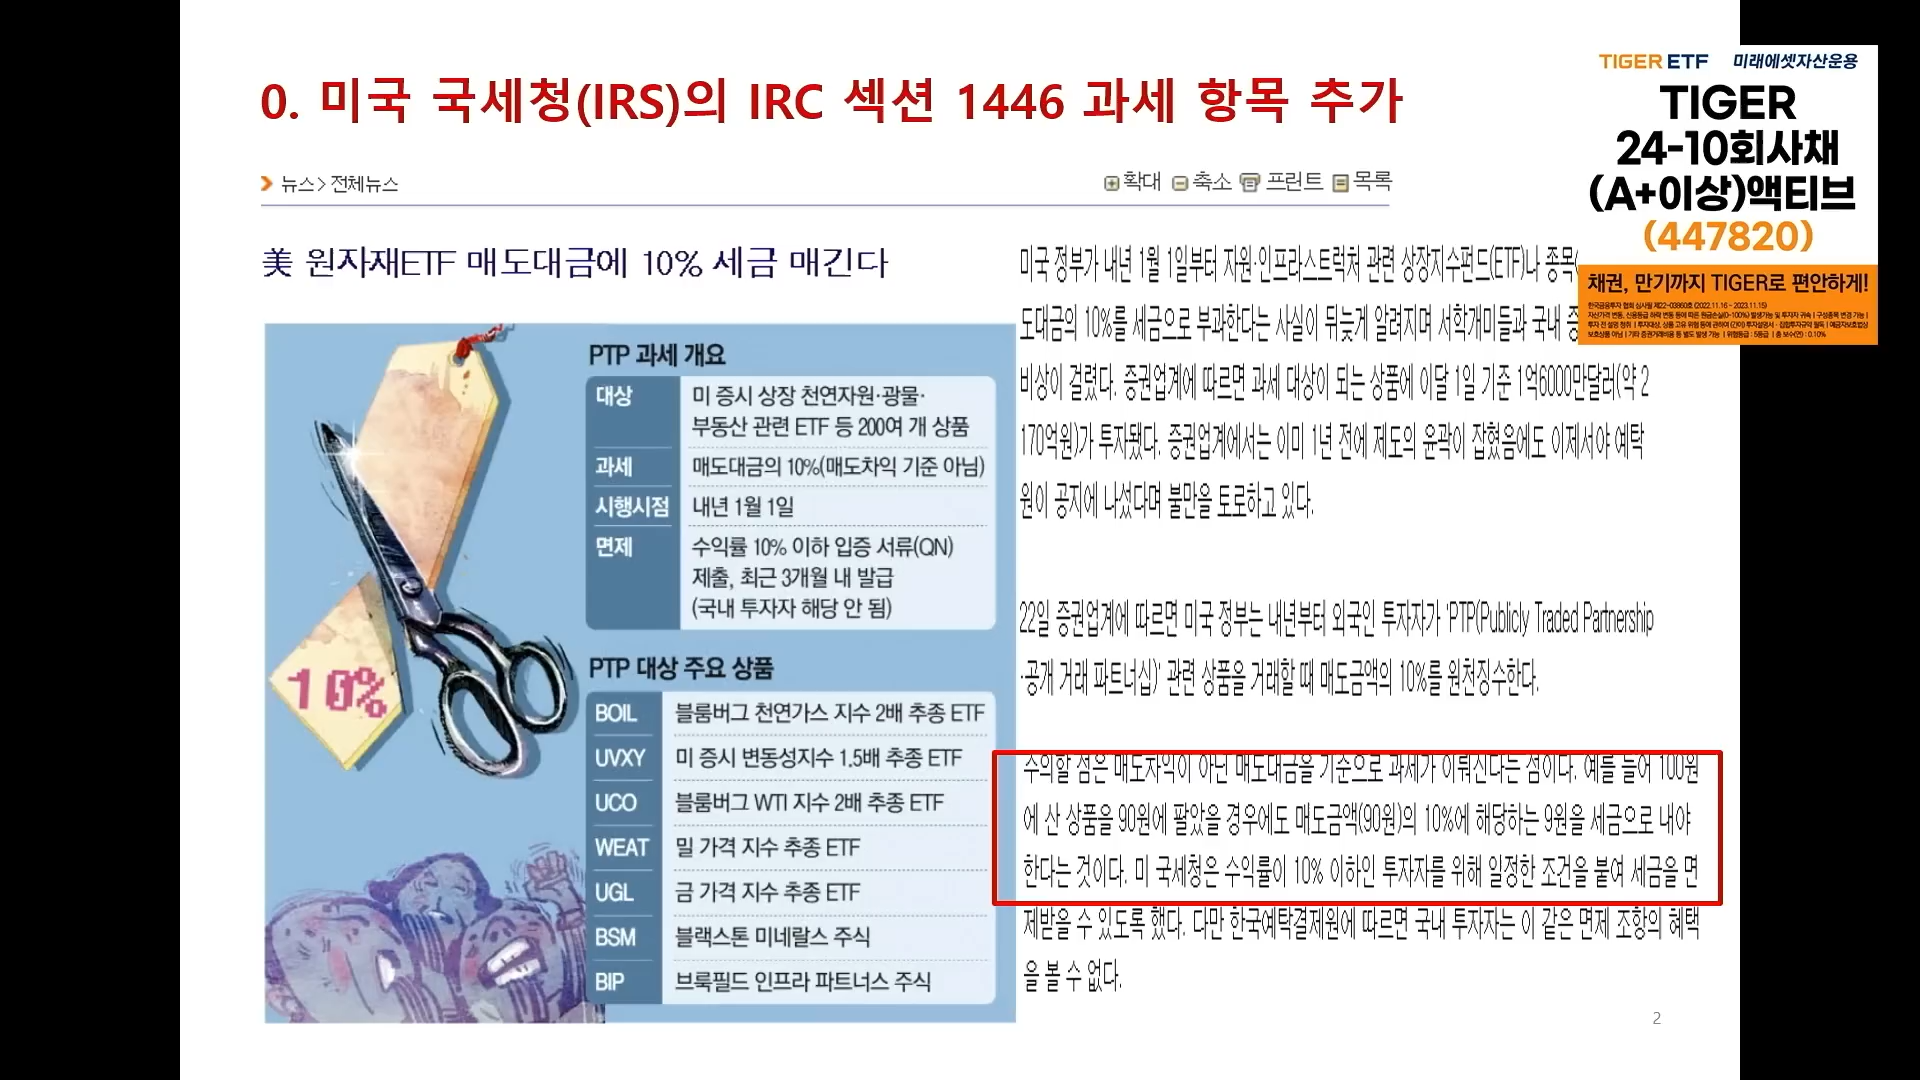 0. 미국 국세청(IRS)의 IRC 섹션 1446 과세 항목 추가
뉴스 > 전체뉴스
확대 축소 프린트 목록
美 원자재ETF 매도대금에 10% 세금 매긴다
10%
PTP 과세 개요
대상 미 증시 상장 천연자원·광물·
부동산 관련 ETF 등 200여 개 상품
과세 매도대금의 10%(매도차익 기준 아님)
시행시점 내년 1월 1일
면제 수익률 10% 이하 입증 서류(QN)
제출, 최근 3개월 내 발급
(국내 투자자 해당 안 됨)
PTP 대상 주요 상품
BOIL 블룸버그 천연가스 지수 2배 추종 ETF
UVXY 미 증시 변동성지수 1.5배 추종 ETF
UCO 블룸버그 WTI 지수 2배 추종 ETF
WEAT 밀 가격 지수 추종 ETF
UGL 금 가격 지수 추종 ETF
BSM 블랙스톤 미네랄스 주식
BIP 브룩필드 인프라 파트너스 주식
미국 정부가 내년 1월 1일부터 자원·인프라스트럭처 관련 상장지수펀드(ETF)나 종목
도대금의 10%를 세금으로 부과한다는 사실이 뒤늦게 알려지며 서학개미들과 국내 증
비상이 걸렸다. 증권업계에 따르면 과세 대상이 되는 상품에 이달 1일 기준 1억6000만달러(약 2
170억원)가 투자됐다. 증권업계에서는 이미 1년 전에 제도의 윤곽이 잡혔음에도 이제서야 예탁
원이 공지에 나섰다며 불만을 토로하고 있다.
22일 증권업계에 따르면 미국 정부는 내년부터 외국인 투자자가 'PTP(Publicly Traded Partnership
·공개 거래 파트너십)' 관련 상품을 거래할 때 매도금액의 10%를 원천징수한다.
주의할 점은 매도차익이 아닌 매도대금을 기준으로 과세가 이뤄진다는 점이다. 예를 들어 100원
에 산 상품을 90원에 팔았을 경우에도 매도금액(90원)의 10%에 해당하는 9원을 세금으로 내야
한다는 것이다. 미 국세청은 수익률이 10% 이하인 투자자를 위해 일정한 조건을 붙여 세금을 면
제받을 수 있도록 했다. 다만 한국예탁결제원에 따르면 국내 투자자는 이 같은 면제 조항의 혜택
을 볼 수 없다.
2
TIGER ETF 미래에셋자산운용
TIGER
24-10회사채
(A+이상)액티브
(447820)
채권, 만기까지 TIGER로 편안하게!